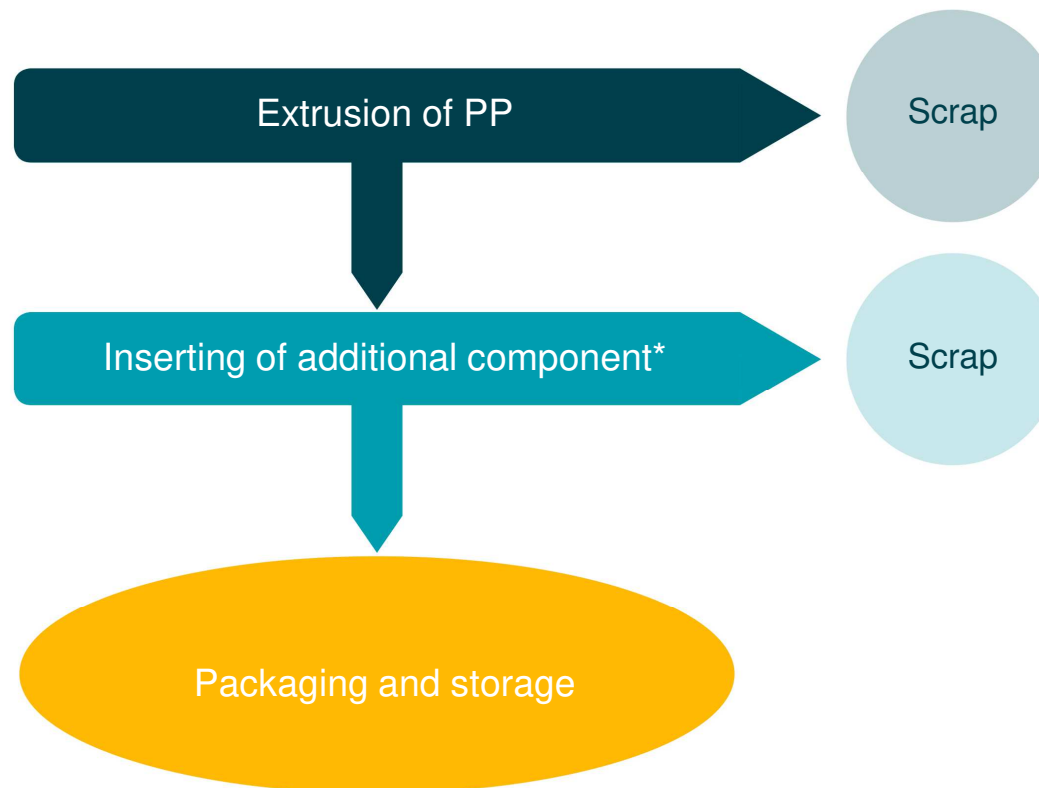 Extrusion of PP
Scrap
Inserting of additional component*
Scrap
Packaging and storage